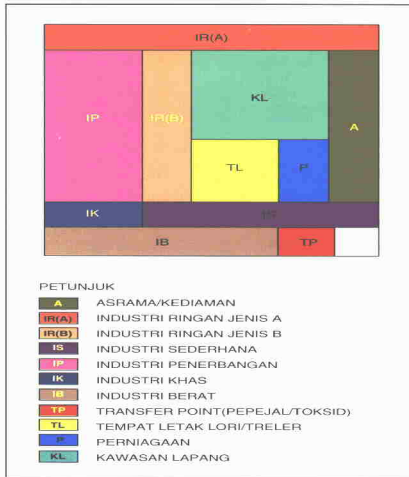 IR(A)
IP
IR(B)
KL
A
TL
P
IK
IS
IB
TP
PETUNJUK
A ASRAMA/KEDIAMAN
IR(A) INDUSTRI RINGAN JENIS A
IR(B) INDUSTRI RINGAN JENIS B
IS INDUSTRI SEDERHANA
IP INDUSTRI PENERBANGAN
IK INDUSTRI KHAS
IB INDUSTRI BERAT
TP TRANSFER POINT(PEPEJAL/TOKSID)
TL TEMPAT LETAK LORI/TRELER
P PERNIAGAAN
KL KAWASAN LAPANG